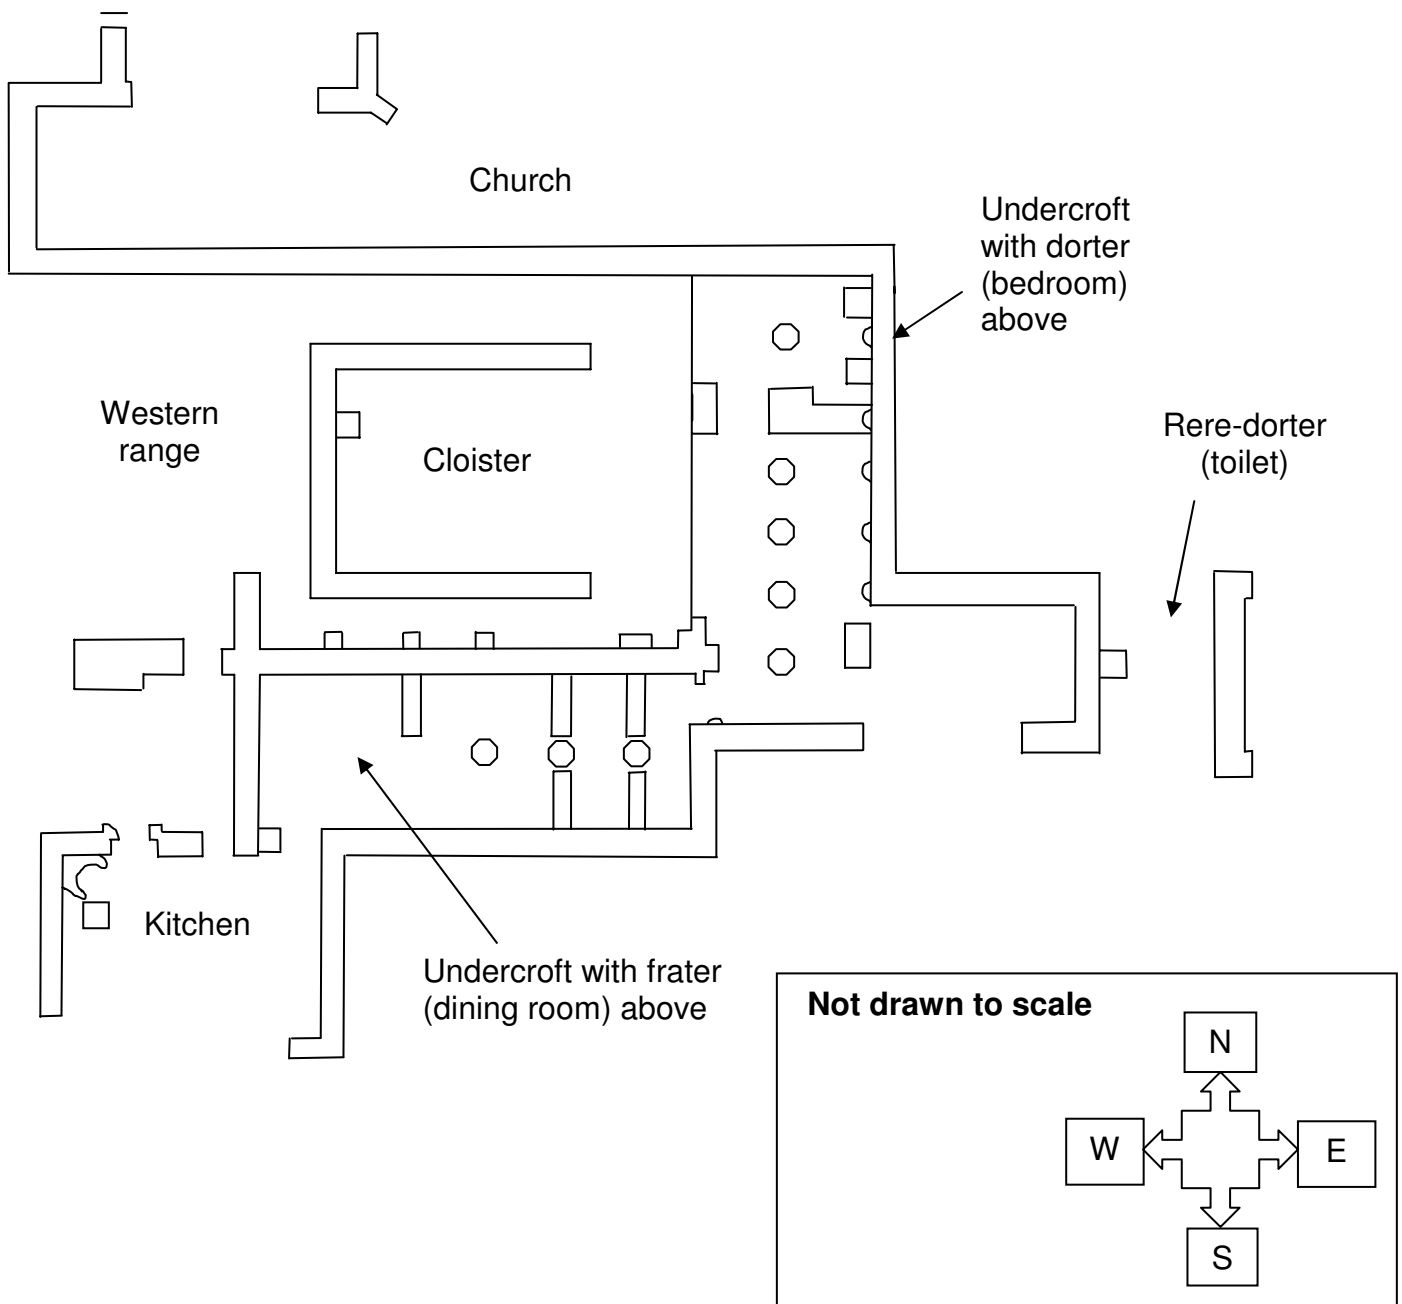 Church
Undercroft
with dorter
(bedroom)
above
Western
range
Cloister
Rere-dorter
(toilet)
Kitchen
Undercroft with frater
(dining room) above
Not drawn to scale
N
W
E
S